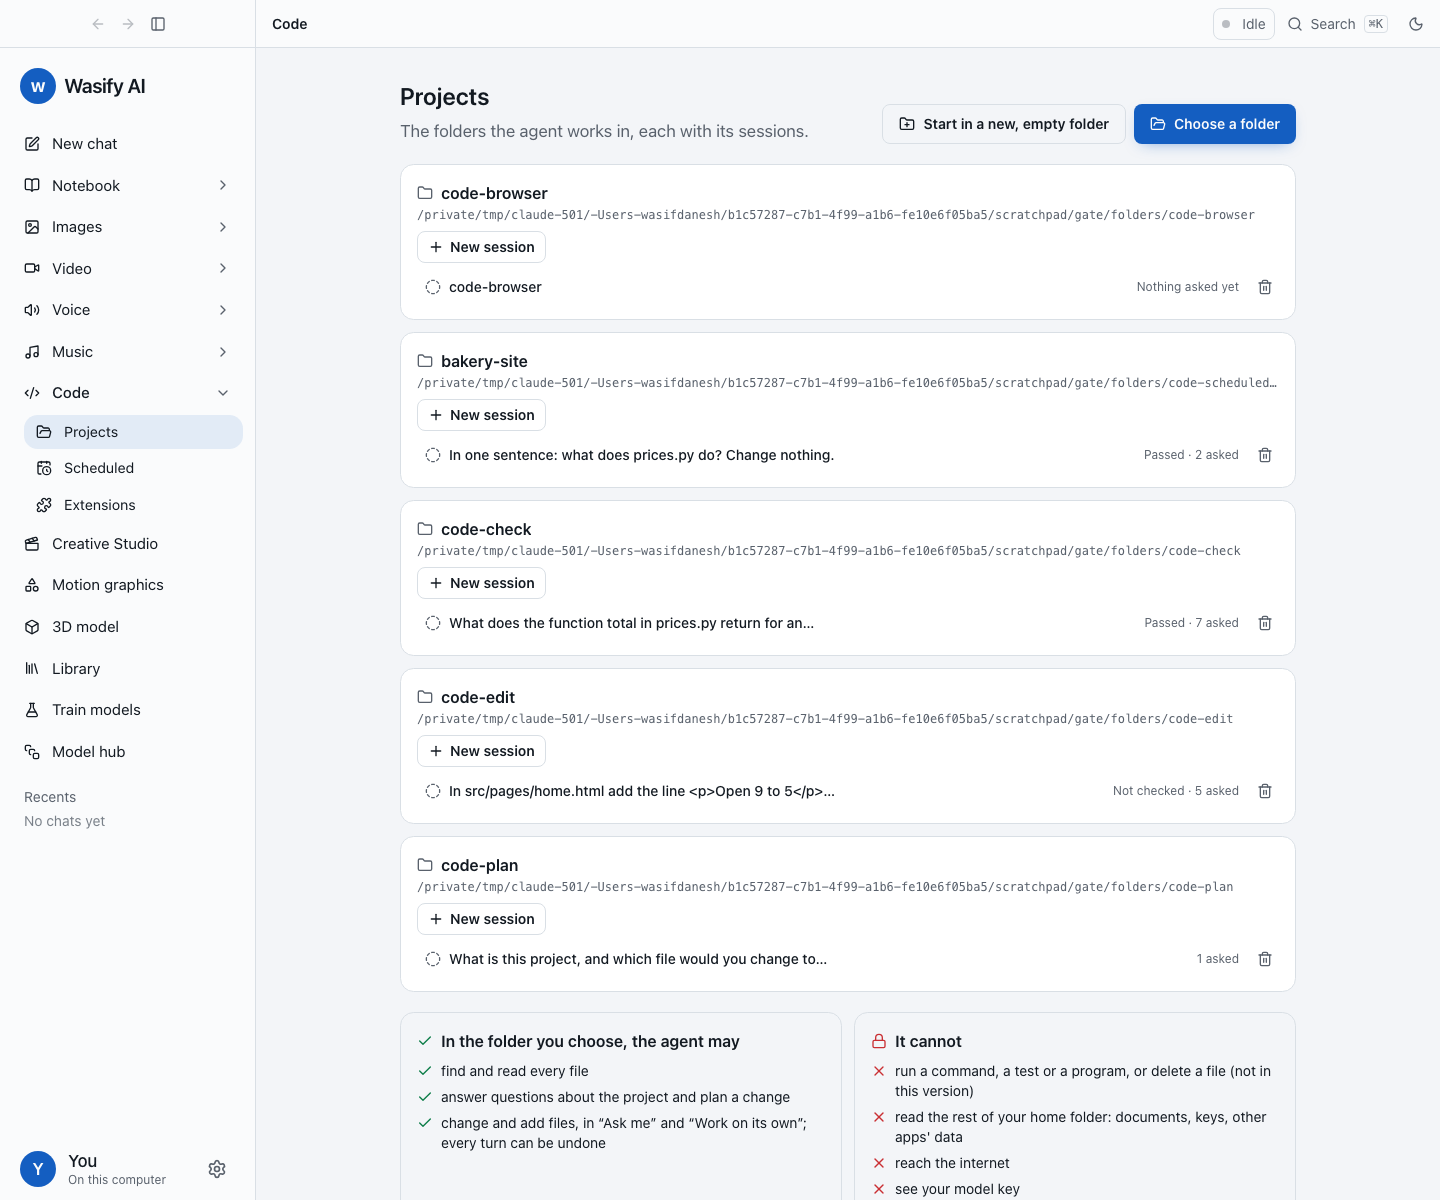 Code
Idle
Search ⌘K
W
Wasify AI
New chat
Notebook
Images
Video
Voice
Music
Code
Projects
Scheduled
Extensions
Creative Studio
Motion graphics
3D model
Library
Train models
Model hub
Recents
No chats yet
Y
You
On this computer
Projects
The folders the agent works in, each with its sessions.
Start in a new, empty folder
Choose a folder
code-browser
/private/tmp/claude-501/-Users-wasifdanesh/b1c57287-c7b1-4f99-a1b6-fe10e6f05ba5/scratchpad/gate/folders/code-browser
New session
code-browser
Nothing asked yet
bakery-site
/private/tmp/claude-501/-Users-wasifdanesh/b1c57287-c7b1-4f99-a1b6-fe10e6f05ba5/scratchpad/gate/folders/code-scheduled…
New session
In one sentence: what does prices.py do? Change nothing.
Passed · 2 asked
code-check
/private/tmp/claude-501/-Users-wasifdanesh/b1c57287-c7b1-4f99-a1b6-fe10e6f05ba5/scratchpad/gate/folders/code-check
New session
What does the function total in prices.py return for an…
Passed · 7 asked
code-edit
/private/tmp/claude-501/-Users-wasifdanesh/b1c57287-c7b1-4f99-a1b6-fe10e6f05ba5/scratchpad/gate/folders/code-edit
New session
In src/pages/home.html add the line <p>Open 9 to 5</p>…
Not checked · 5 asked
code-plan
/private/tmp/claude-501/-Users-wasifdanesh/b1c57287-c7b1-4f99-a1b6-fe10e6f05ba5/scratchpad/gate/folders/code-plan
New session
What is this project, and which file would you change to…
1 asked
In the folder you choose, the agent may
find and read every file
answer questions about the project and plan a change
change and add files, in “Ask me” and “Work on its own”;
every turn can be undone
It cannot
run a command, a test or a program, or delete a file (not in
this version)
read the rest of your home folder: documents, keys, other
apps' data
reach the internet
see your model key